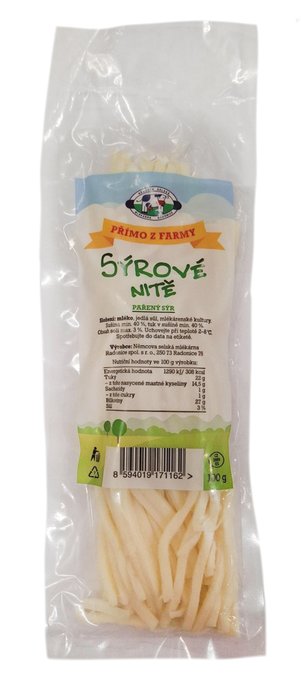 PŘÍMO Z FARMY
SÝROVÉ
NITĚ
PAŘENÝ SÝR
Složení: mléko, jedlá sůl, mlékárenské kultury.
Sušina min. 40 %, tuk v sušině min. 40 %.
Obsah soli max. 3 %. Uchovejte při teplotě 2-8°C.
Spotřebujte do data na etiketě.
Výrobce: Němcova selská mlékárna
Radonice spol. s r. o., 250 73 Radonice 29
Nutriční hodnoty ve 100 g výrobku:
Energetická hodnota 1290 kj/ 308 kcal
Tuky 22 g
- z toho nasycené mastné kyseliny 14,5 g
Sacharidy 1 g
- z toho cukry 1 g
Bílkoviny 27 g
Sůl 3 %
8 594019 171162 >
100 g